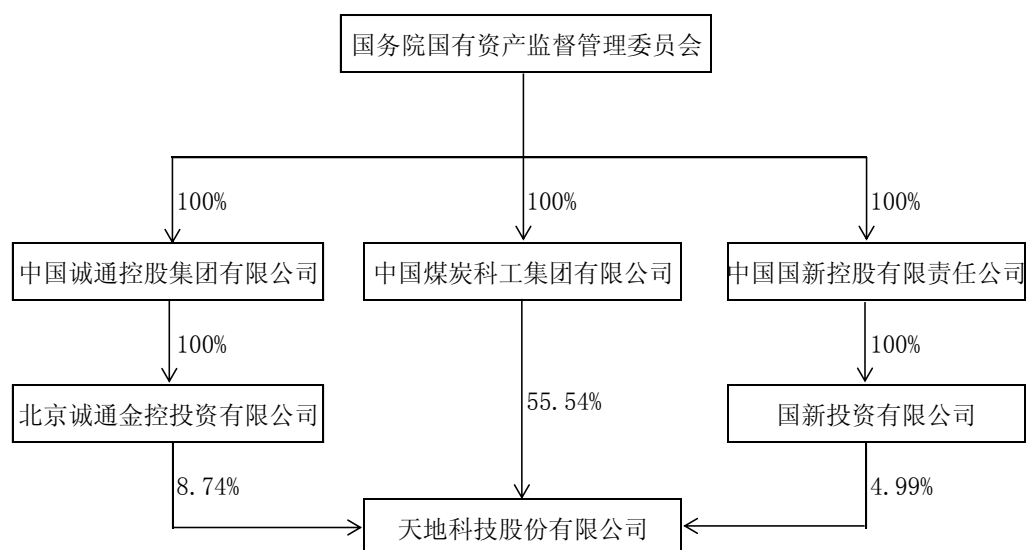 国务院国有资产监督管理委员会
100%
100%
100%
中国诚通控股集团有限公司
中国煤炭科工集团有限公司
中国国新控股有限责任公司
100%
100%
北京诚通金控投资有限公司
55.54%
国新投资有限公司
8.74%
4.99%
天地科技股份有限公司